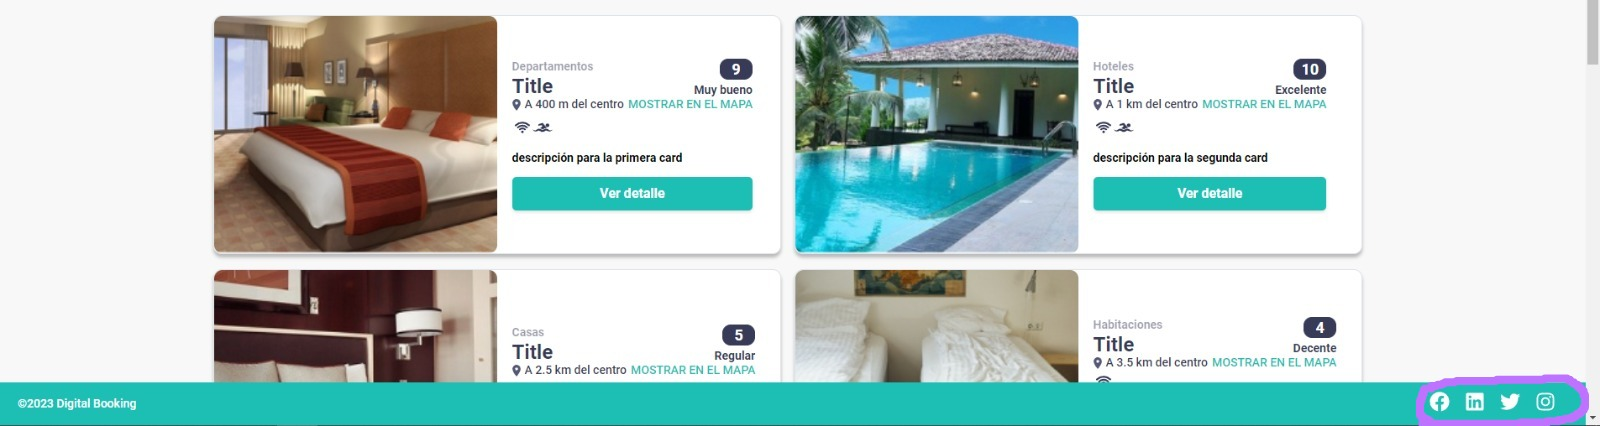 Departamentos
9
Title
Muy bueno
A 400 m del centro MOSTRAR EN EL MAPA
descripción para la primera card
Ver detalle
Hoteles
10
Title
Excelente
A 1 km del centro MOSTRAR EN EL MAPA
descripción para la segunda card
Ver detalle
Casas
5
Title
Regular
A 2.5 km del centro MOSTRAR EN EL MAPA
Habitaciones
4
Title
Decente
A 3.5 km del centro MOSTRAR EN EL MAPA
©2023 Digital Booking